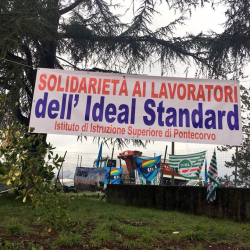 SOLIDARIETÀ AI LAVORATORI
dell' Ideal Standard
Istituto di Istruzione Superiore di Pontecorvo